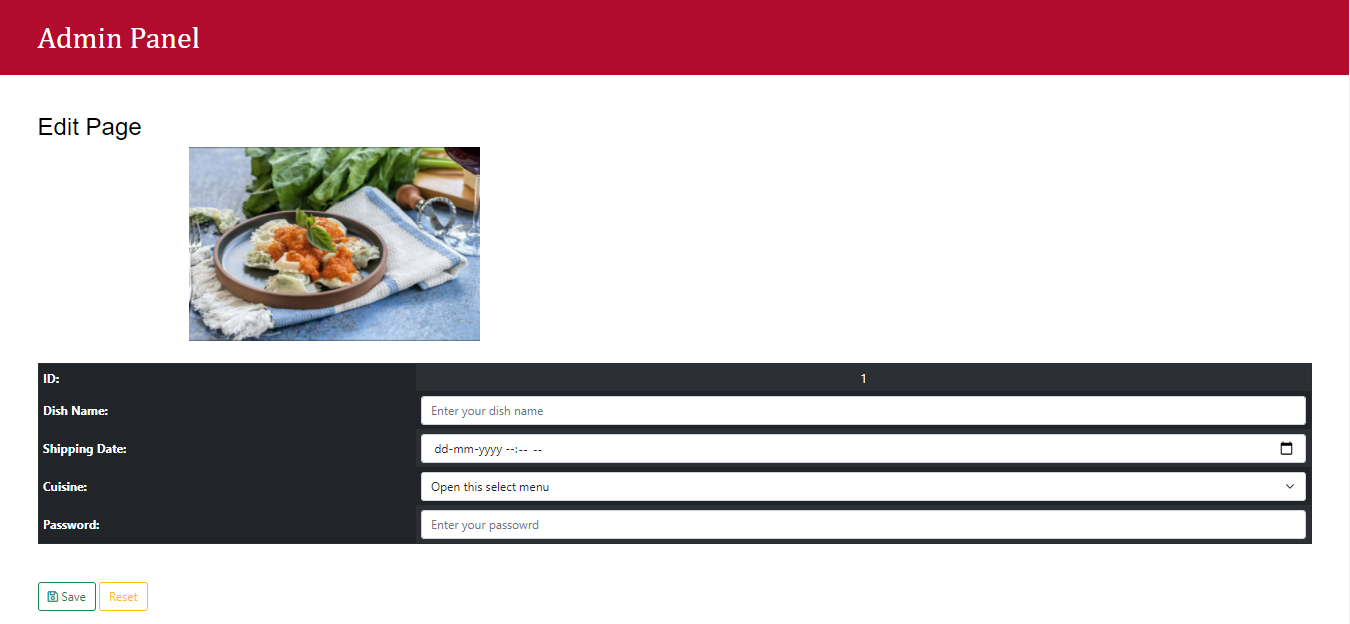 Admin Panel
Edit Page
ID: 1
Dish Name: Enter your dish name
Shipping Date: dd-mm-yyyy --:-- --
Cuisine: Open this select menu
Password: Enter your passowrd
Save Reset